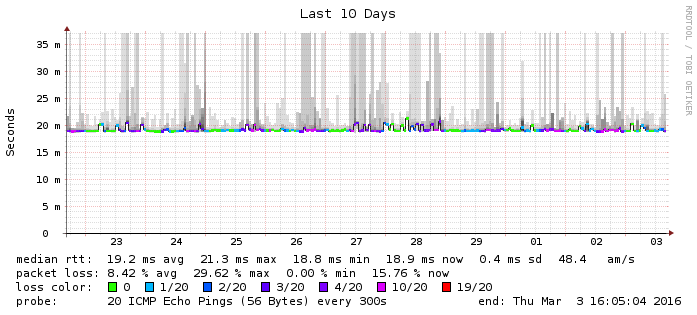 Last 10 Days
RRDTOOL / TOBI OETIKER
Seconds
35 m
30 m
25 m
20 m
15 m
10 m
5 m
0
23 24 25 26 27 28 29 01 02 03
median rtt: 19.2 ms avg 21.3 ms max 18.8 ms min 18.9 ms now 0.4 ms sd 48.4 am/s
packet loss: 8.42 % avg 29.62 % max 0.00 % min 15.76 % now
loss color: 0 1/20 2/20 3/20 4/20 10/20 19/20
probe: 20 ICMP Echo Pings (56 Bytes) every 300s end: Thu Mar 3 16:05:04 2016